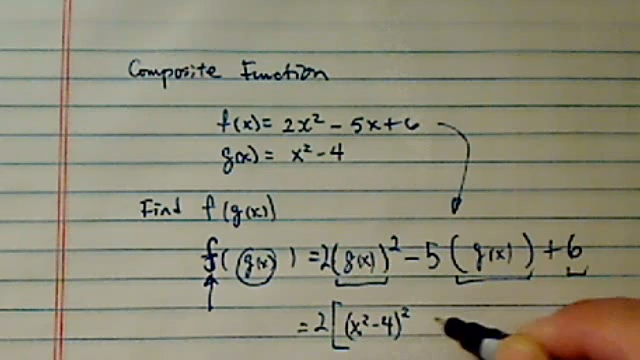 Composite Function
f(x) = 2x² - 5x + 6
g(x) = x² - 4
Find f(g(x))
f(g(x)) = 2(g(x))² - 5(g(x)) + 6
= 2[(x² - 4)²